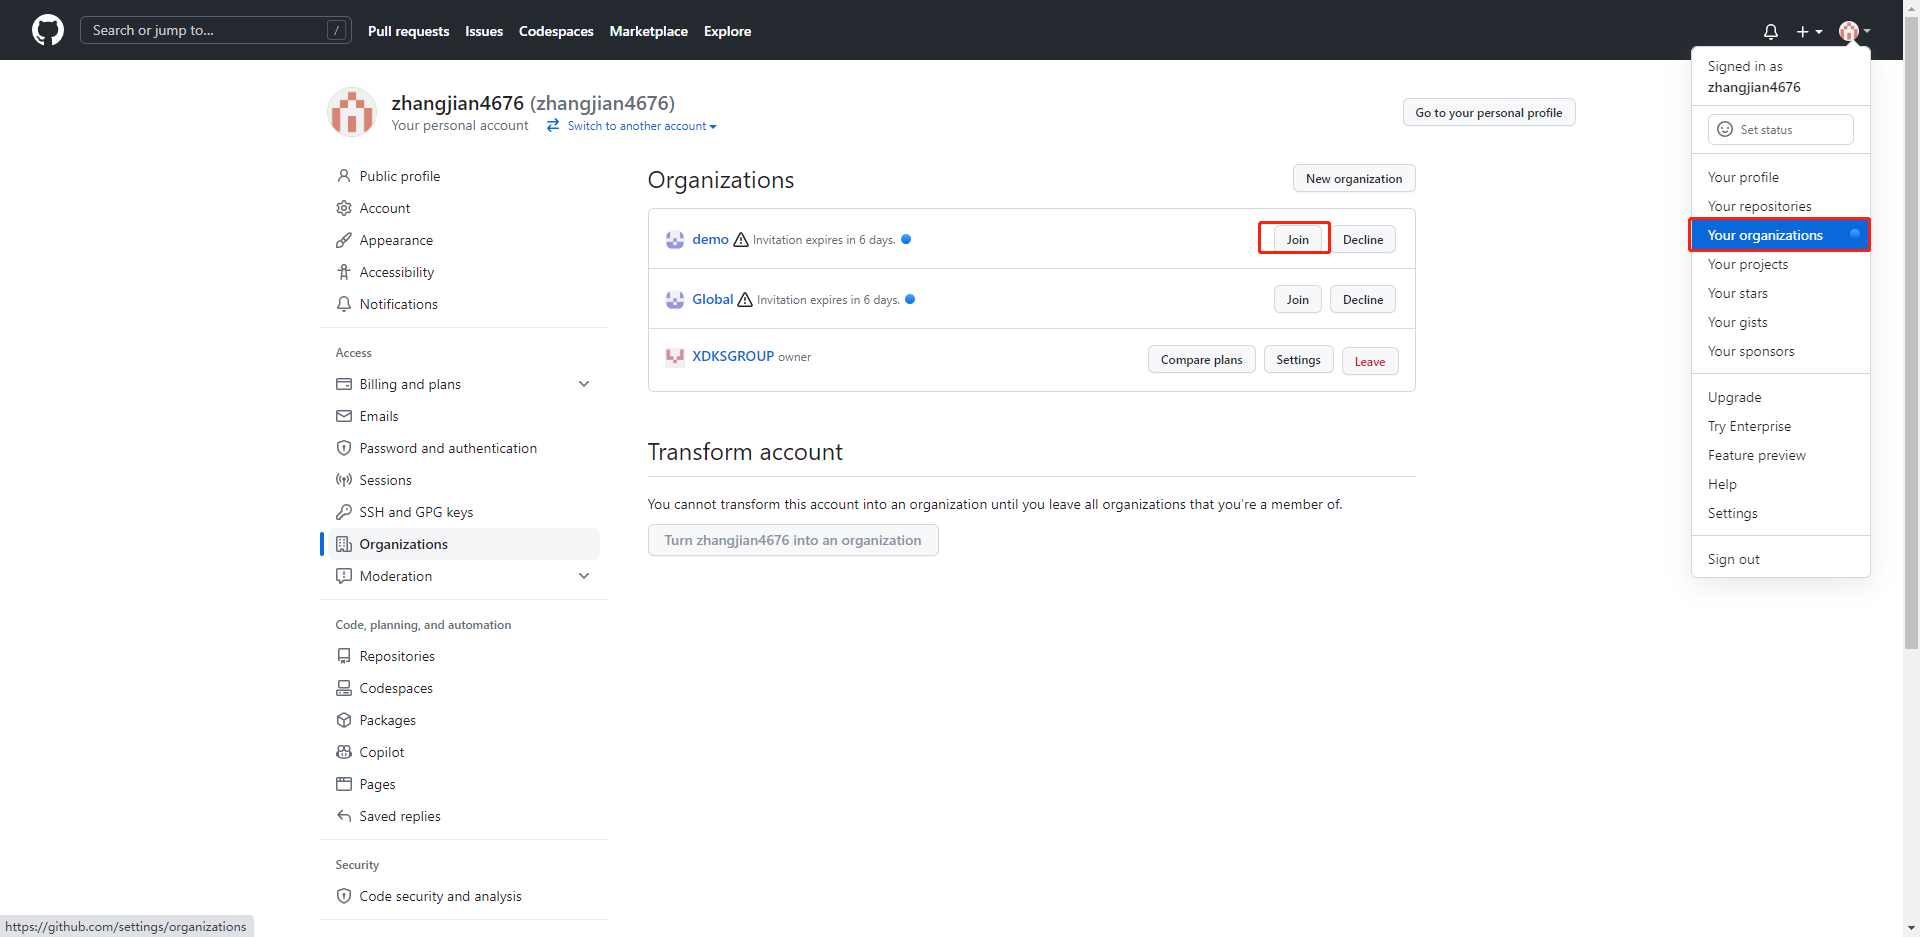 Search or jump to...
/
Pull requests
Issues
Codespaces
Marketplace
Explore
zhangjian4676 (zhangjian4676)
Your personal account
Switch to another account
Go to your personal profile
Public profile
Account
Appearance
Accessibility
Notifications
Access
Billing and plans
Emails
Password and authentication
Sessions
SSH and GPG keys
Organizations
Moderation
Code, planning, and automation
Repositories
Codespaces
Packages
Copilot
Pages
Saved replies
Security
Code security and analysis
Organizations
New organization
demo
Invitation expires in 6 days.
Join
Decline
Global
Invitation expires in 6 days.
Join
Decline
XDKSGROUP owner
Compare plans
Settings
Leave
Transform account
You cannot transform this account into an organization until you leave all organizations that you're a member of.
Turn zhangjian4676 into an organization
Signed in as
zhangjian4676
Set status
Your profile
Your repositories
Your organizations
Your projects
Your stars
Your gists
Your sponsors
Upgrade
Try Enterprise
Feature preview
Help
Settings
Sign out
https://github.com/settings/organizations